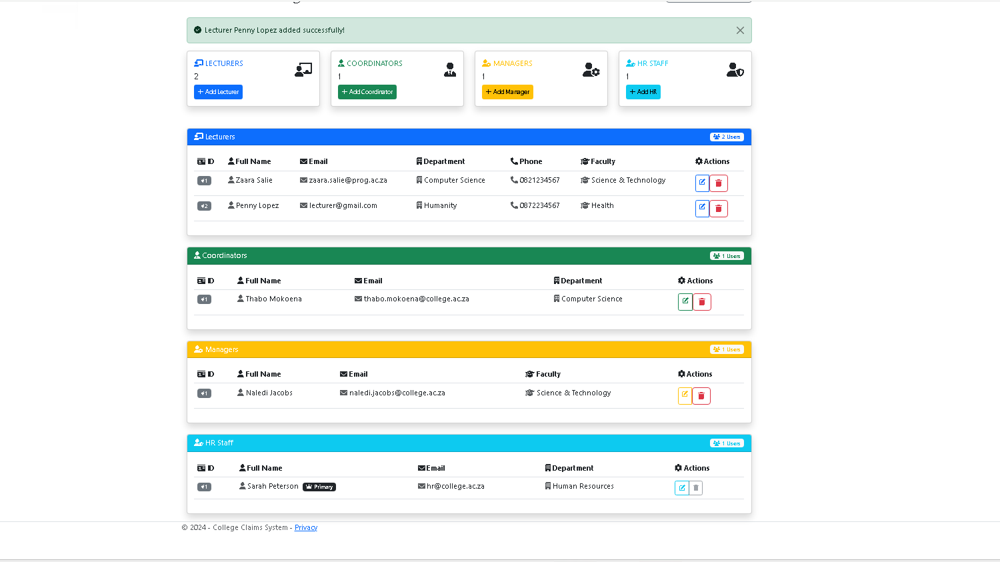 Lecturer Penny Lopez added successfully!
LECTURERS
2
+ Add Lecturer
COORDINATORS
1
+ Add Coordinator
MANAGERS
1
+ Add Manager
HR STAFF
1
+ Add HR
Lecturers 2 Users
ID Full Name Email Department Phone Faculty Actions
#1 Zaara Salie zaara.salie@prog.ac.za Computer Science 0821234567 Science & Technology
#2 Penny Lopez lecturer@gmail.com Humanity 0872234567 Health
Coordinators 1 Users
ID Full Name Email Department Actions
#1 Thabo Mokoena thabo.mokoena@college.ac.za Computer Science
Managers 1 Users
ID Full Name Email Faculty Actions
#1 Naledi Jacobs naledi.jacobs@college.ac.za Science & Technology
HR Staff 1 Users
ID Full Name Email Department Actions
#1 Sarah Peterson Primary hr@college.ac.za Human Resources
© 2024 - College Claims System - Privacy